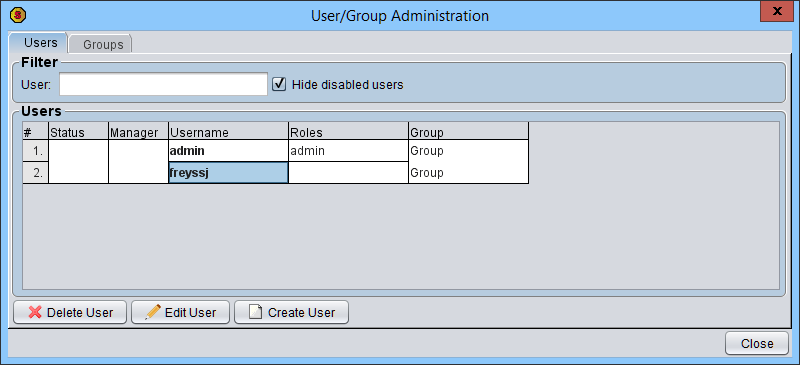 User/Group Administration
x
Users Groups
Filter
User: Hide disabled users
Users
# Status Manager Username Roles Group
1. admin admin Group
2. freyssj Group
Delete User Edit User Create User
Close